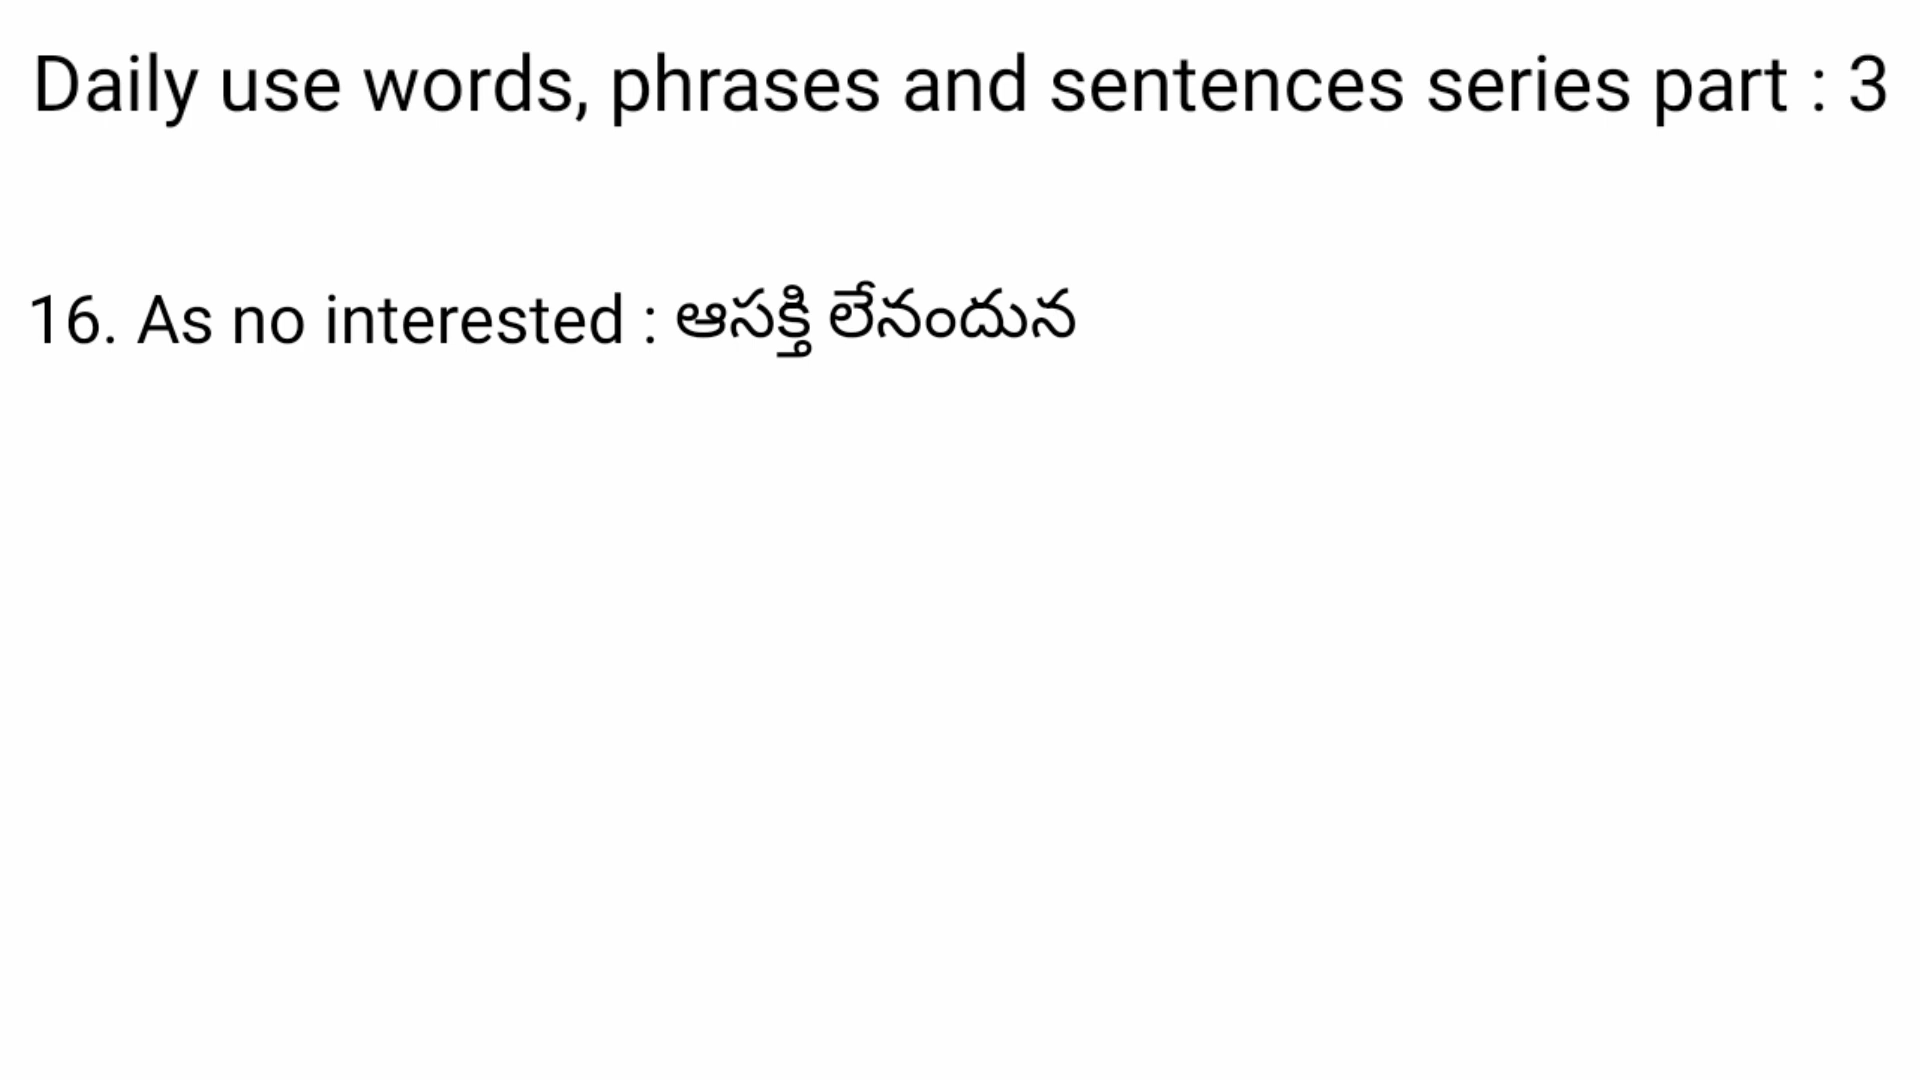 Daily use words, phrases and sentences series part : 3
16. As no interested : ఆసక్తి లేనందున